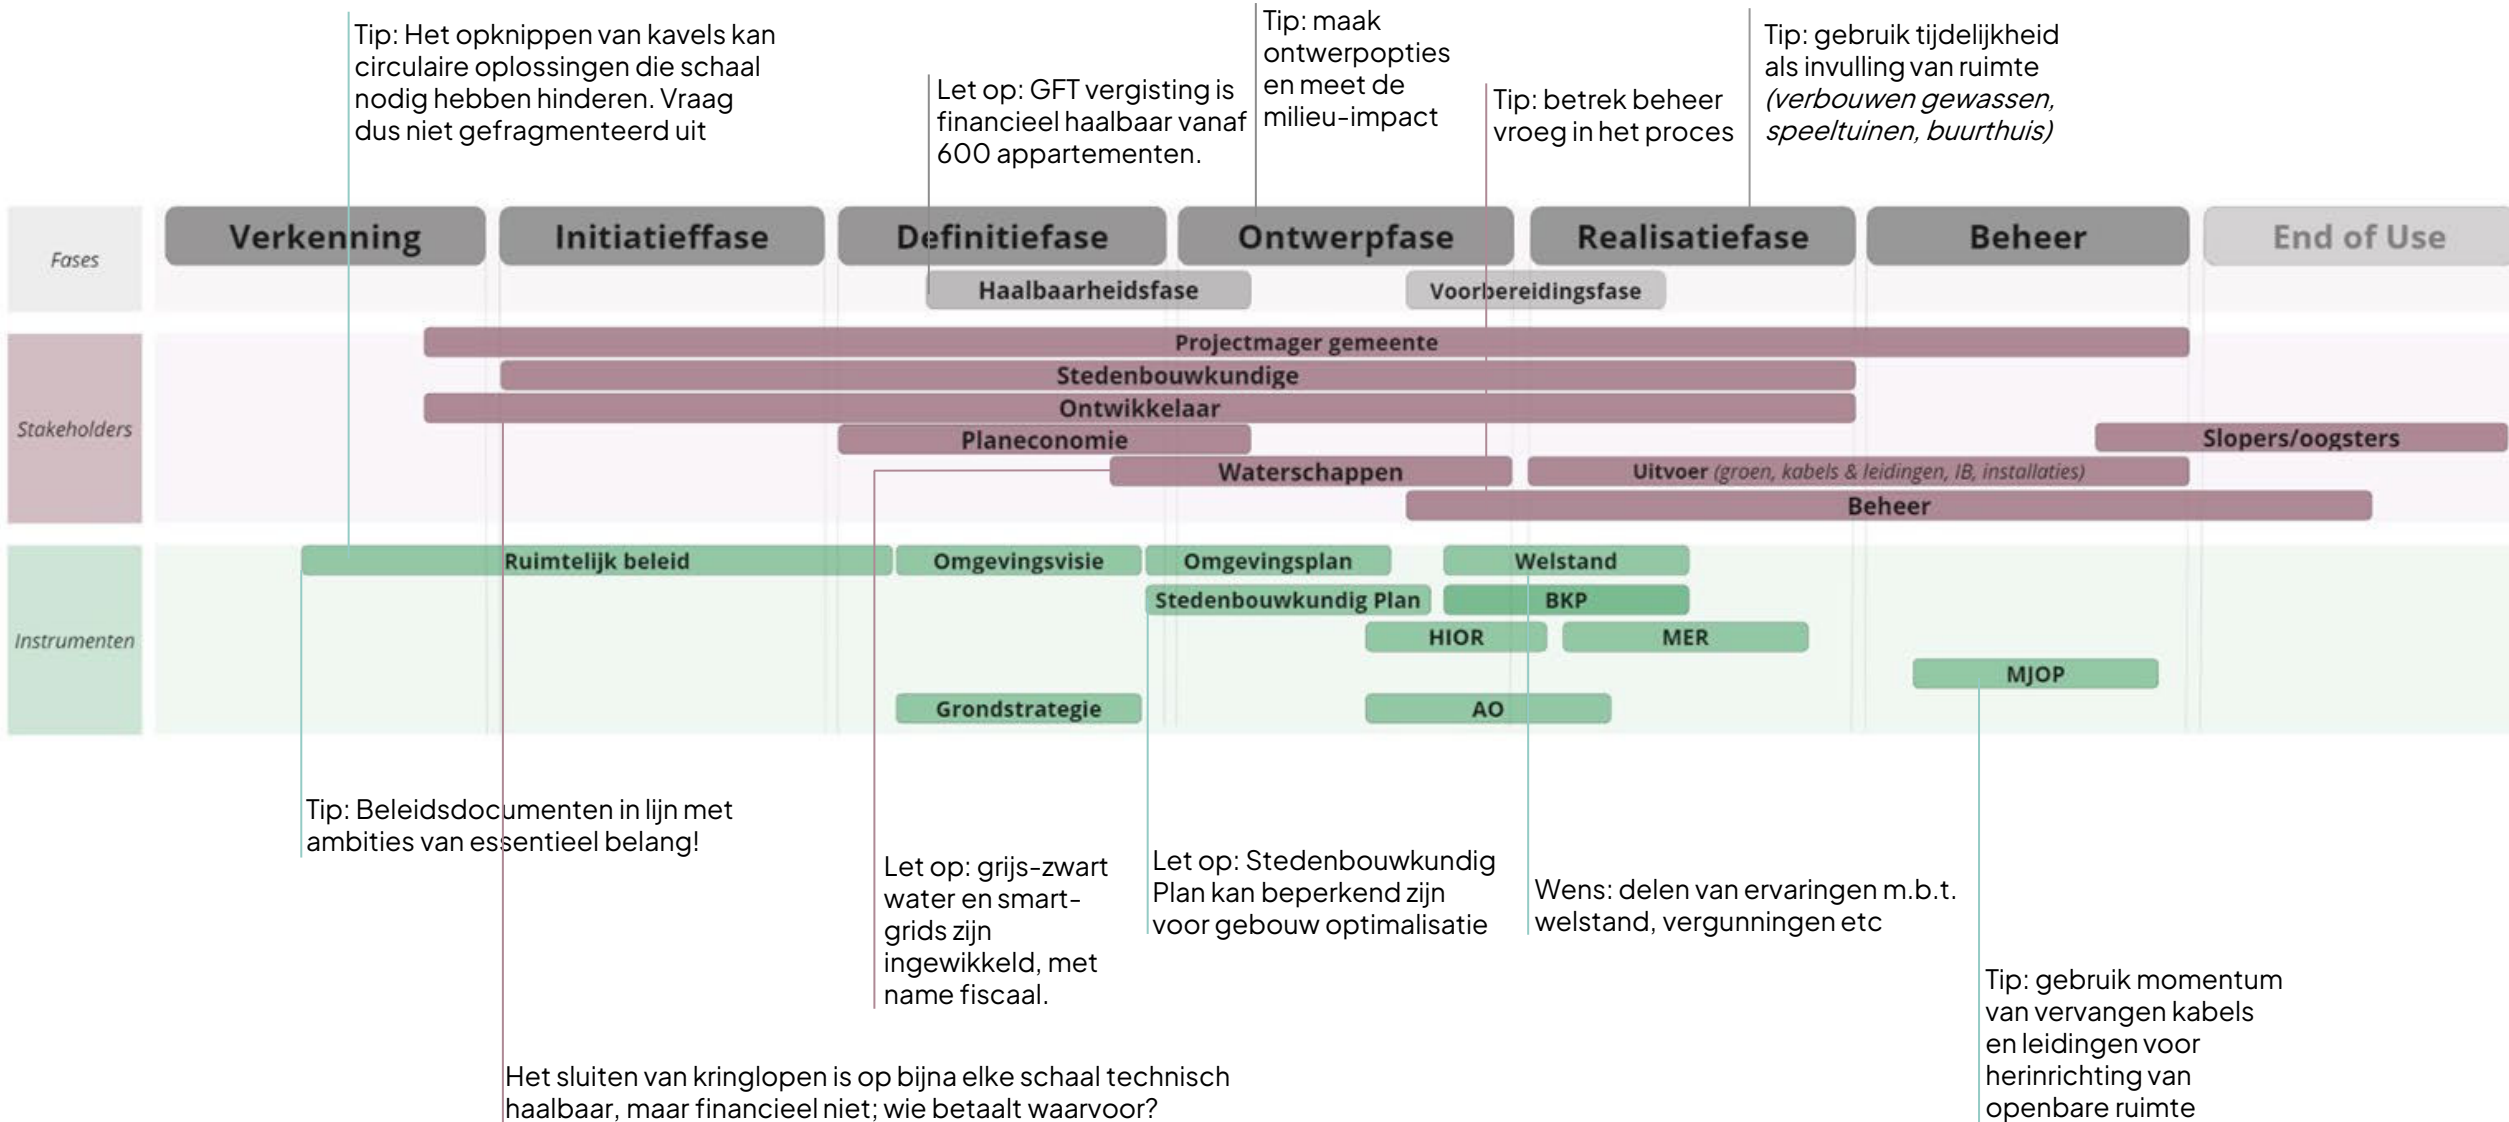 Tip: Het opknippen van kavels kan
circulaire oplossingen die schaal
nodig hebben hinderen. Vraag
dus niet gefragmenteerd uit
Let op: GFT vergisting is
financieel haalbaar vanaf
600 appartementen.
Tip: maak
ontwerpopties
en meet de
milieu-impact
Tip: betrek beheer
vroeg in het proces
Tip: gebruik tijdelijkheid
als invulling van ruimte
(verbouwen gewassen,
speeltuinen, buurthuis)
Fases
Verkenning
Initiatieffase
Definitiefase
Ontwerpfase
Realisatiefase
Beheer
End of Use
Haalbaarheidsfase
Voorbereidingsfase
Stakeholders
Projectmager gemeente
Stedenbouwkundige
Ontwikkelaar
Planeconomie
Slopers/oogsters
Waterschappen
Uitvoer (groen, kabels & leidingen, IB, installaties)
Beheer
Instrumenten
Ruimtelijk beleid
Omgevingsvisie
Omgevingsplan
Welstand
Stedenbouwkundig Plan
BKP
HIOR
MER
MJOP
Grondstrategie
AO
Tip: Beleidsdocumenten in lijn met
ambities van essentieel belang!
Let op: grijs-zwart
water en smart-
grids zijn
ingewikkeld, met
name fiscaal.
Let op: Stedenbouwkundig
Plan kan beperkend zijn
voor gebouw optimalisatie
Wens: delen van ervaringen m.b.t.
welstand, vergunningen etc
Tip: gebruik momentum
van vervangen kabels
en leidingen voor
herinrichting van
openbare ruimte
Het sluiten van kringlopen is op bijna elke schaal technisch
haalbaar, maar financieel niet; wie betaalt waarvoor?